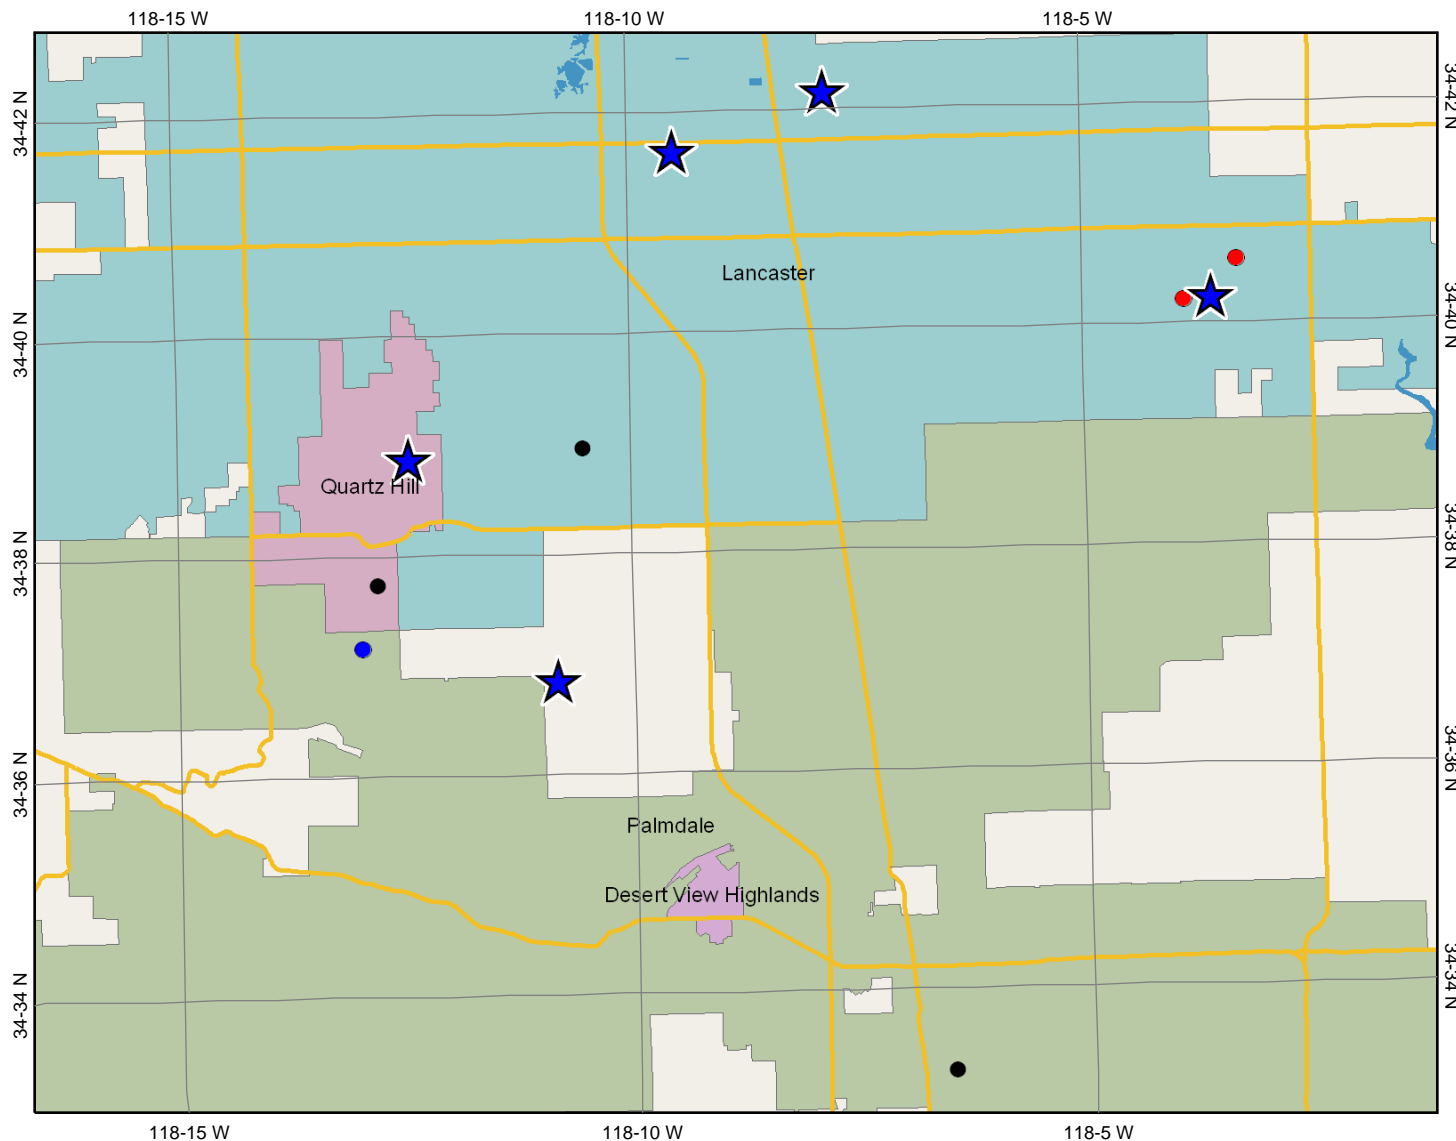 118-15 W 118-10 W 118-5 W
34-42 N 34-42 N
Lancaster
34-40 N 34-40 N
Quartz Hill
34-38 N 34-38 N
34-36 N 34-36 N
Palmdale
Desert View Highlands
34-34 N 34-34 N
118-15 W 118-10 W 118-5 W